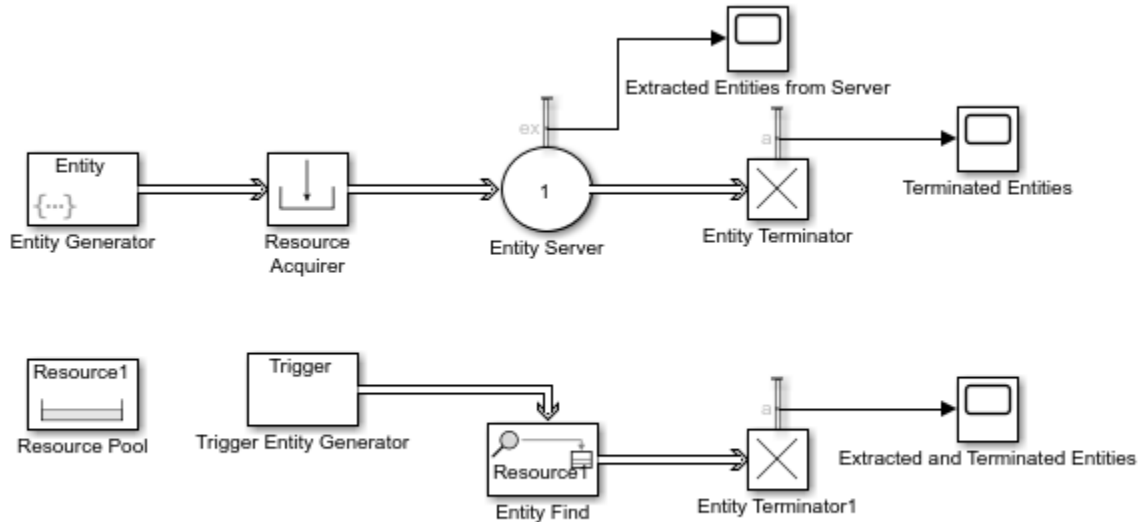 Extracted Entities from Server
ex
a
Entity
{...}
1
Terminated Entities
Entity Generator
Resource
Acquirer
Entity Server
Entity Terminator
Resource1
Trigger
a
Resource Pool
Trigger Entity Generator
Resource1
Extracted and Terminated Entities
Entity Find
Entity Terminator1